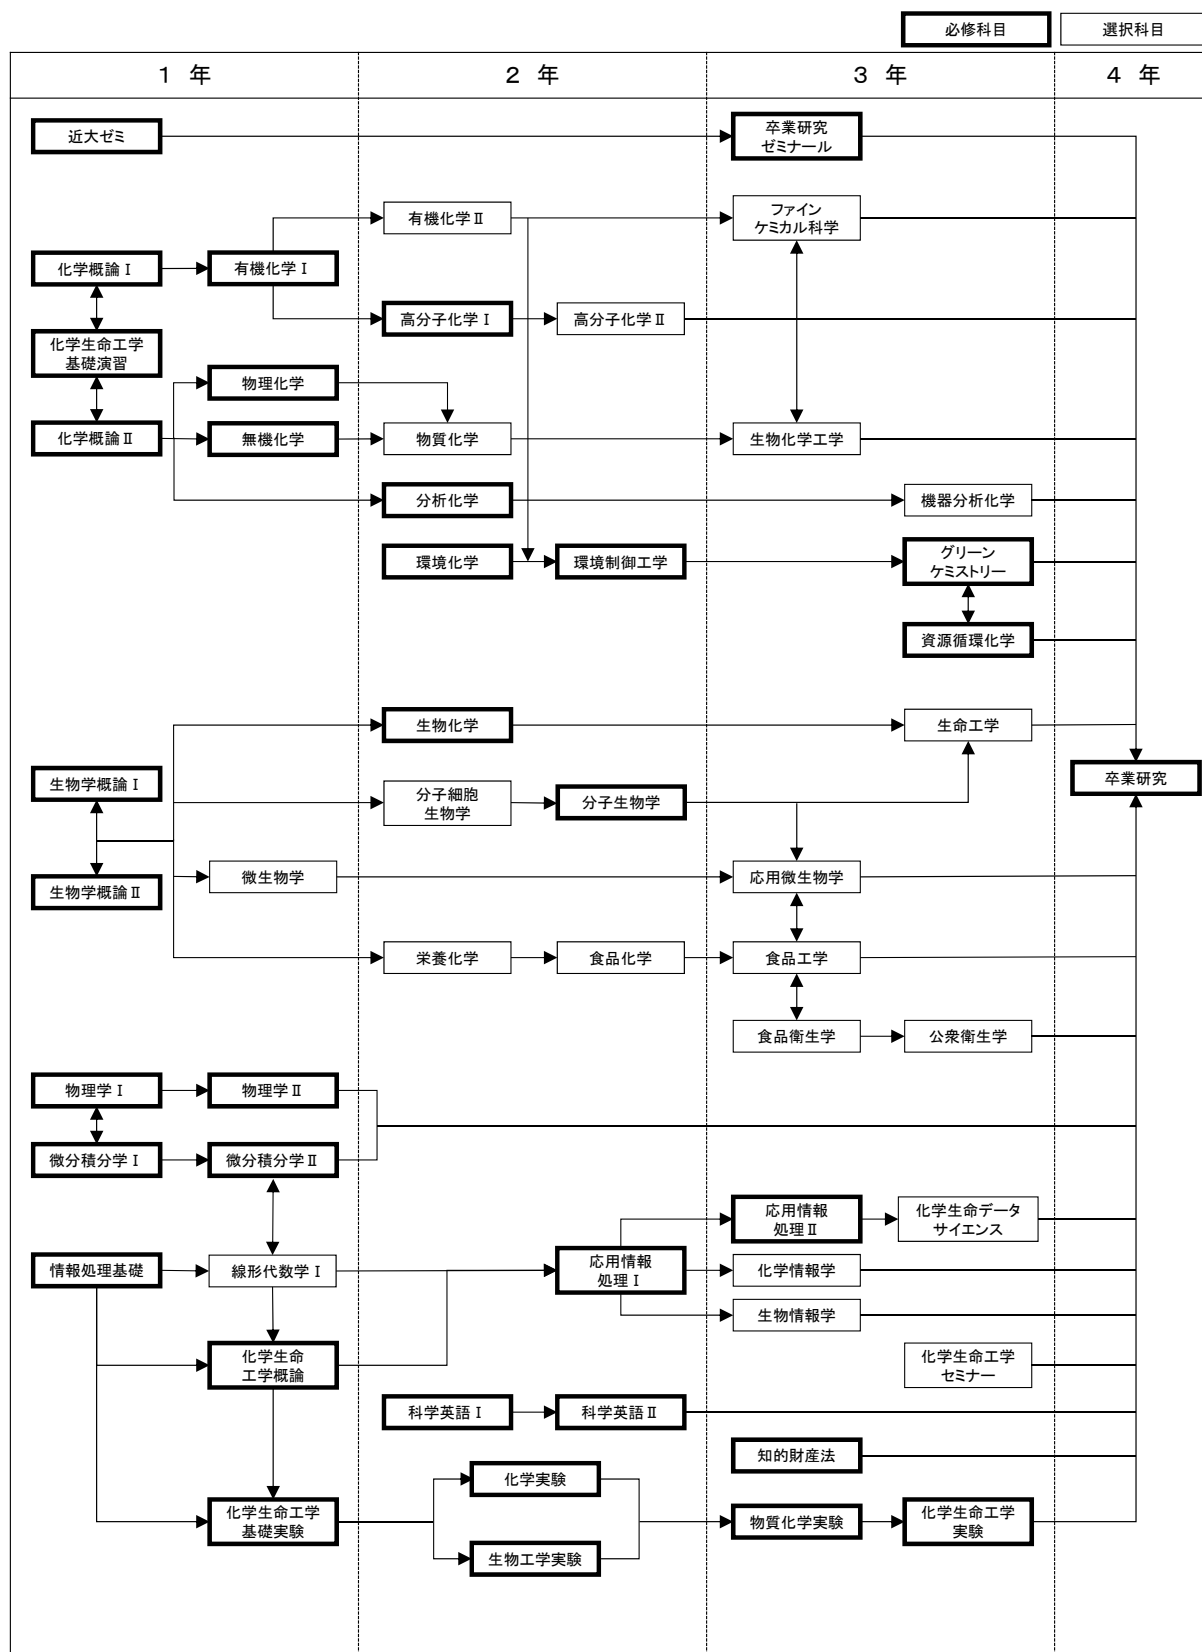 必修科目
選択科目
1 年
2 年
3 年
4 年
近大ゼミ
卒業研究
ゼミナール
有機化学Ⅱ
ファイン
ケミカル科学
化学概論Ⅰ
有機化学Ⅰ
高分子化学Ⅰ
高分子化学Ⅱ
化学生命工学
基礎演習
物理化学
化学概論Ⅱ
無機化学
物質化学
生物化学工学
分析化学
機器分析化学
環境化学
環境制御工学
グリーン
ケミストリー
資源循環化学
生物化学
生命工学
生物学概論Ⅰ
分子細胞
生物学
分子生物学
卒業研究
生物学概論Ⅱ
微生物学
応用微生物学
栄養化学
食品化学
食品工学
食品衛生学
公衆衛生学
物理学Ⅰ
物理学Ⅱ
微分積分学Ⅰ
微分積分学Ⅱ
応用情報
処理Ⅱ
化学生命データ
サイエンス
情報処理基礎
線形代数学Ⅰ
応用情報
処理Ⅰ
化学情報学
生物情報学
化学生命
工学概論
化学生命工学
セミナー
科学英語Ⅰ
科学英語Ⅱ
知的財産法
化学実験
化学生命工学
基礎実験
物質化学実験
化学生命工学
実験
生物工学実験